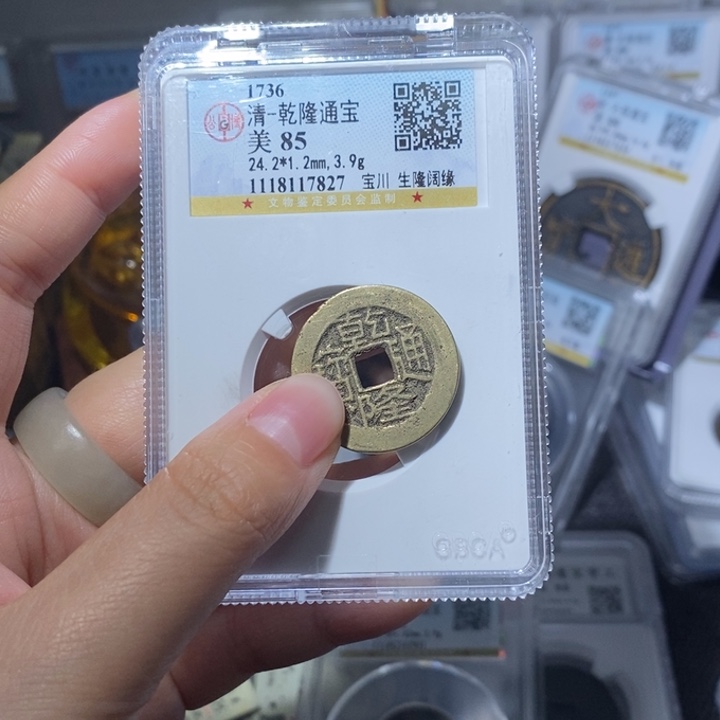 1736
清-乾隆通宝
美 85
24.2*1.2mm,3.9g
1118117827 宝川 生隆阔缘
★ 文物鉴定委员会监制 ★
乾隆通
GBCA